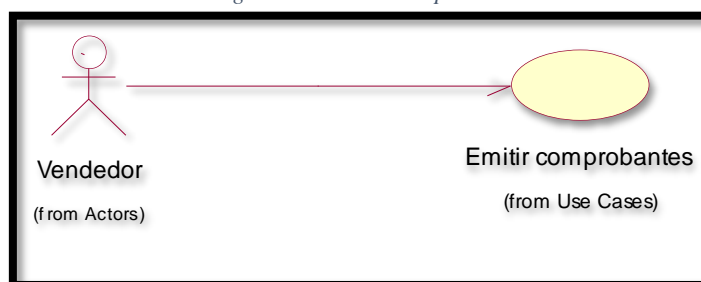 Vendedor
(from Actors)
Emitir comprobantes
(from Use Cases)